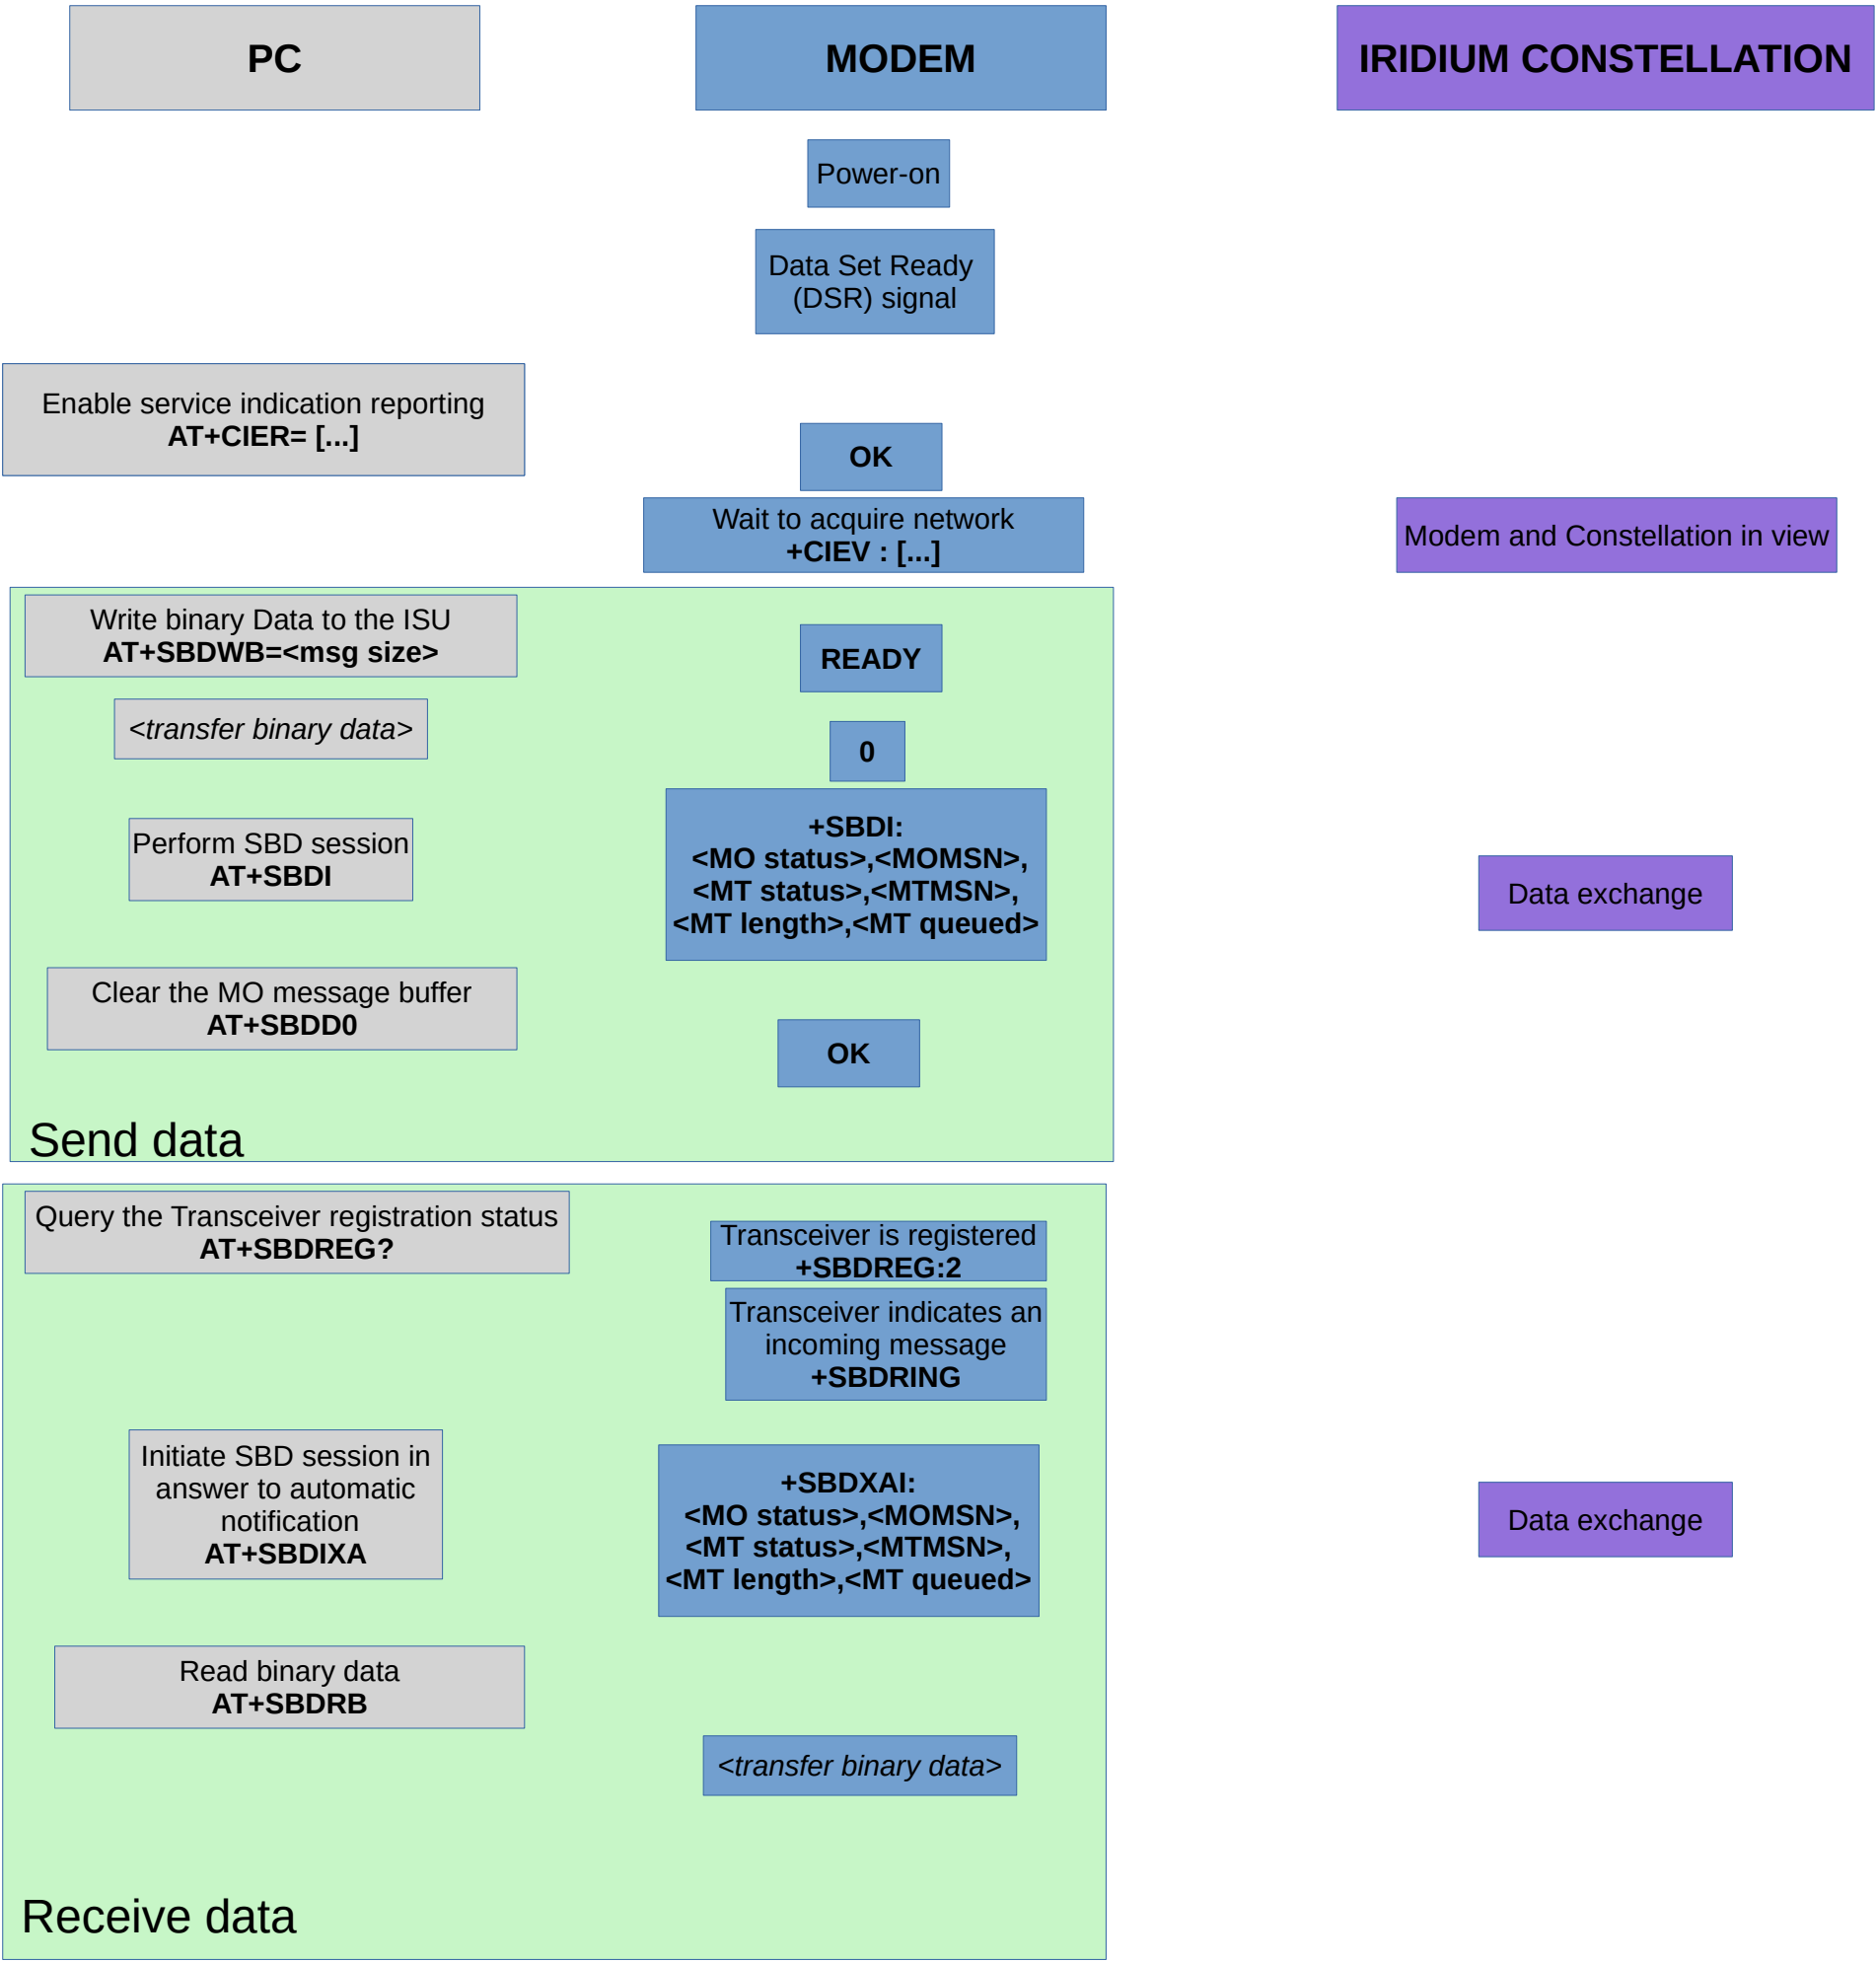 PC
MODEM
IRIDIUM CONSTELLATION
Power-on
Data Set Ready
(DSR) signal
Enable service indication reporting
AT+CIER= [...]
OK
Wait to acquire network
+CIEV : [...]
Modem and Constellation in view
Write binary Data to the ISU
AT+SBDWB=<msg size>
READY
<transfer binary data>
0
Perform SBD session
AT+SBDI
+SBDI:
<MO status>,<MOMSN>,
<MT status>,<MTMSN>,
<MT length>,<MT queued>
Data exchange
Clear the MO message buffer
AT+SBDD0
OK
Send data
Query the Transceiver registration status
AT+SBDREG?
Transceiver is registered
+SBDREG:2
Transceiver indicates an
incoming message
+SBDRING
Initiate SBD session in
answer to automatic
notification
AT+SBDIXA
+SBDXAI:
<MO status>,<MOMSN>,
<MT status>,<MTMSN>,
<MT length>,<MT queued>
Data exchange
Read binary data
AT+SBDRB
<transfer binary data>
Receive data